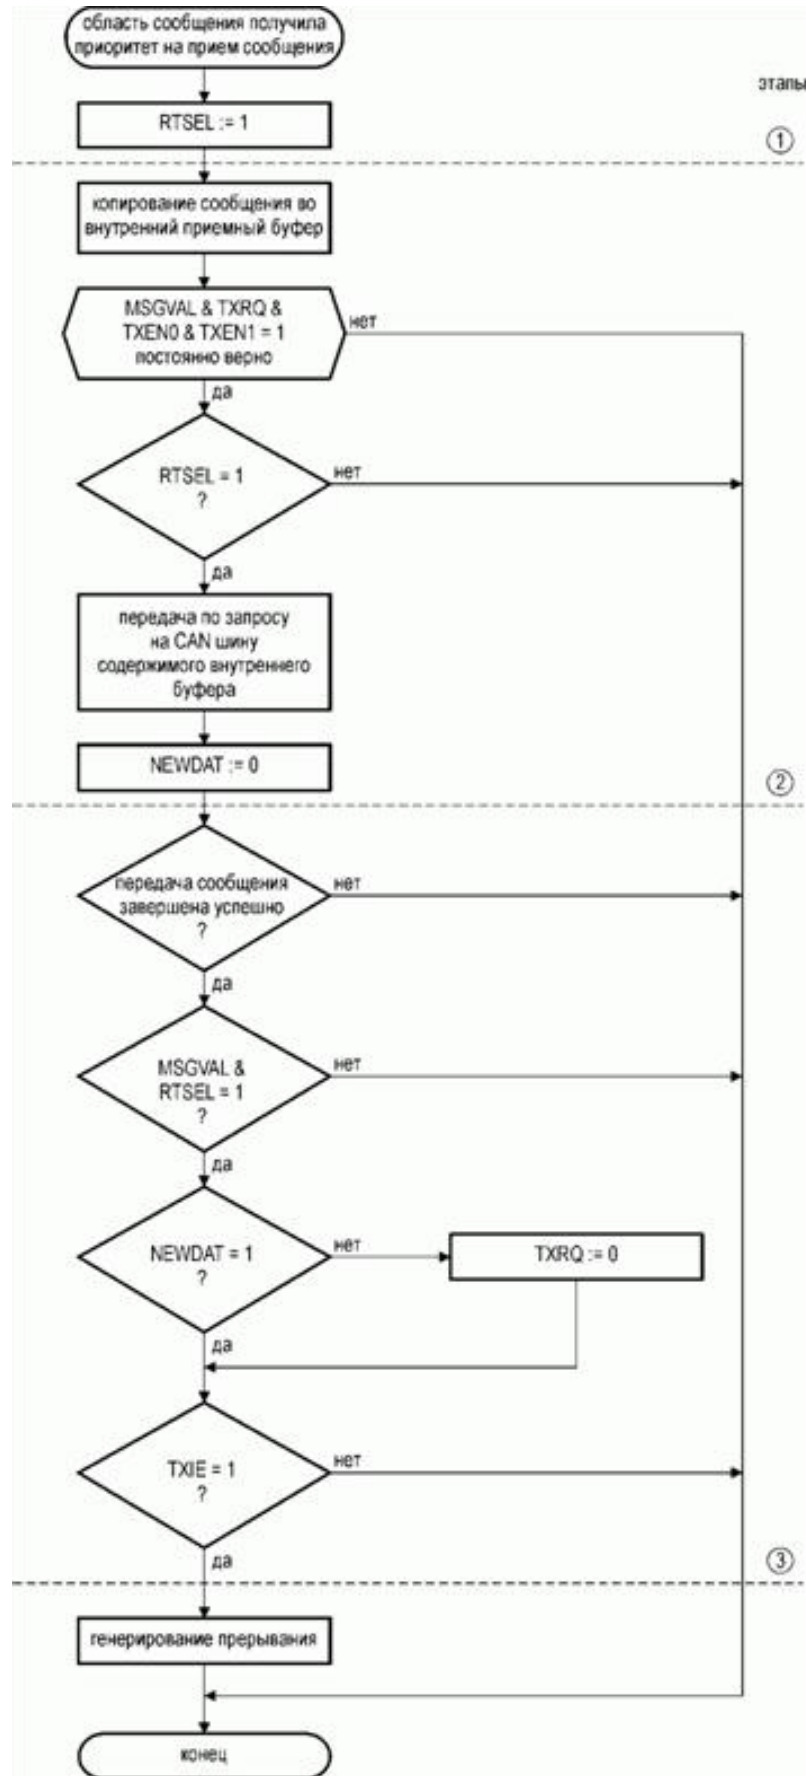 область сообщения получила
приоритет на прием сообщения
этапы
RTSEL := 1
①
копирование сообщения во
внутренний приемный буфер
MSGVAL & TXRQ &
TXEN0 & TXEN1 = 1
постоянно верно
нет
да
RTSEL = 1
?
нет
да
передача по запросу
на CAN шину
содержимого внутреннего
буфера
NEWDAT := 0
②
передача сообщения
завершена успешно
?
нет
да
MSGVAL &
RTSEL = 1
?
нет
да
NEWDAT = 1
?
нет
TXRQ := 0
да
TXIE = 1
?
нет
да
③
генерирование прерывания
конец